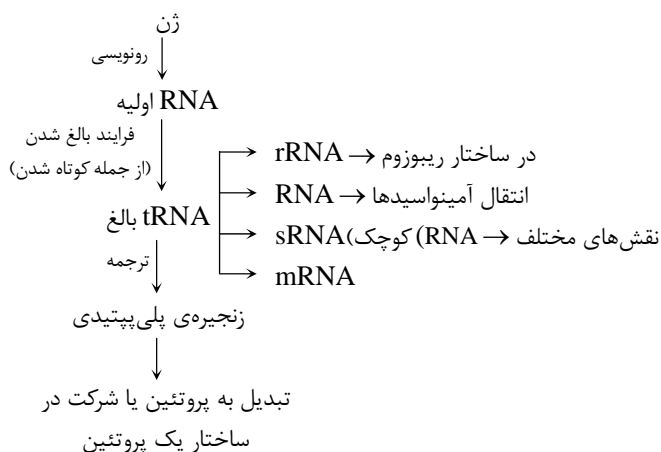 ژن
رونویسی
RNA اولیه
فرایند بالغ شدن
(از جمله کوتاه شدن)
tRNA بالغ
rRNA → در ساختار ریبوزوم
RNA → انتقال آمینواسیدها
sRNA(کوچک RNA) → نقش‌های مختلف
mRNA
ترجمه
زنجیره‌ی پلی‌پپتیدی
تبدیل به پروتئین یا شرکت در
ساختار یک پروتئین